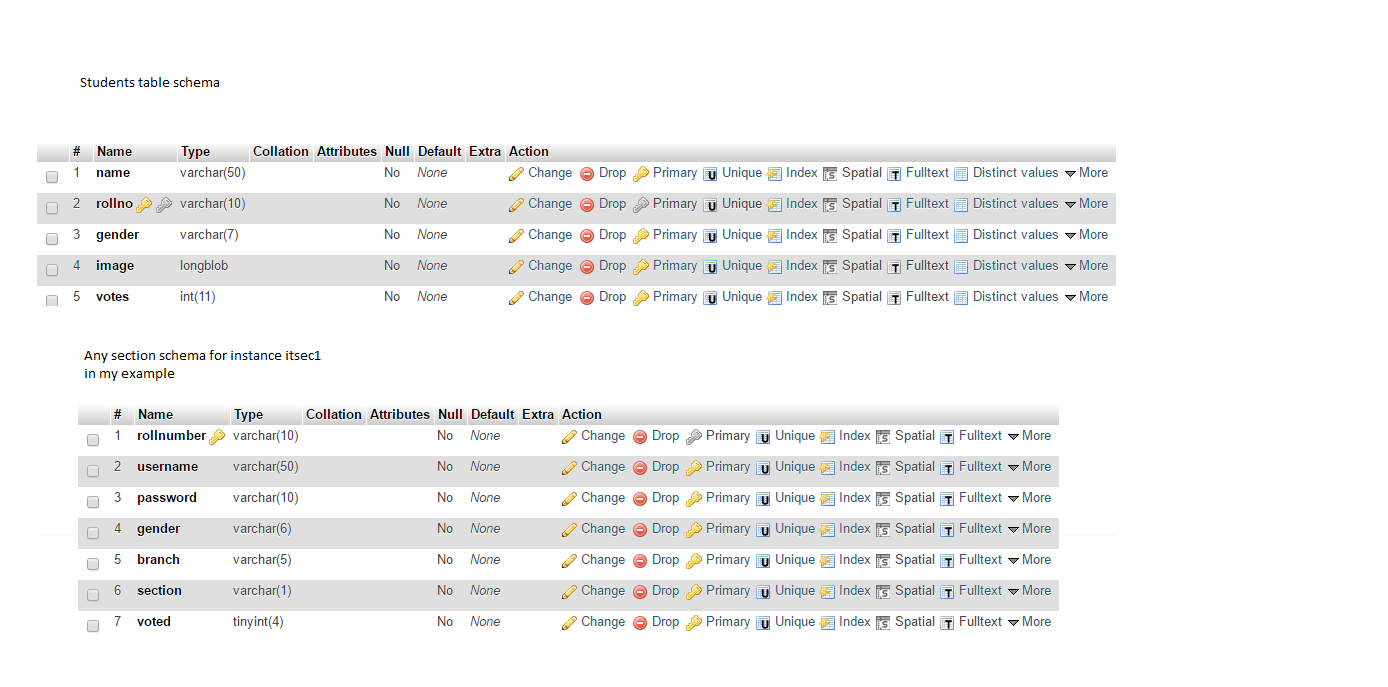 Students table schema
# Name Type Collation Attributes Null Default Extra Action
1 name varchar(50) No None Change Drop Primary Unique Index Spatial Fulltext Distinct values More
2 rollno varchar(10) No None Change Drop Primary Unique Index Spatial Fulltext Distinct values More
3 gender varchar(7) No None Change Drop Primary Unique Index Spatial Fulltext Distinct values More
4 image longblob No None Change Drop Primary Unique Index Spatial Fulltext Distinct values More
5 votes int(11) No None Change Drop Primary Unique Index Spatial Fulltext Distinct values More
Any section schema for instance itsec1
in my example
# Name Type Collation Attributes Null Default Extra Action
1 rollnumber varchar(10) No None Change Drop Primary Unique Index Spatial Fulltext More
2 username varchar(50) No None Change Drop Primary Unique Index Spatial Fulltext More
3 password varchar(10) No None Change Drop Primary Unique Index Spatial Fulltext More
4 gender varchar(6) No None Change Drop Primary Unique Index Spatial Fulltext More
5 branch varchar(5) No None Change Drop Primary Unique Index Spatial Fulltext More
6 section varchar(1) No None Change Drop Primary Unique Index Spatial Fulltext More
7 voted tinyint(4) No None Change Drop Primary Unique Index Spatial Fulltext More